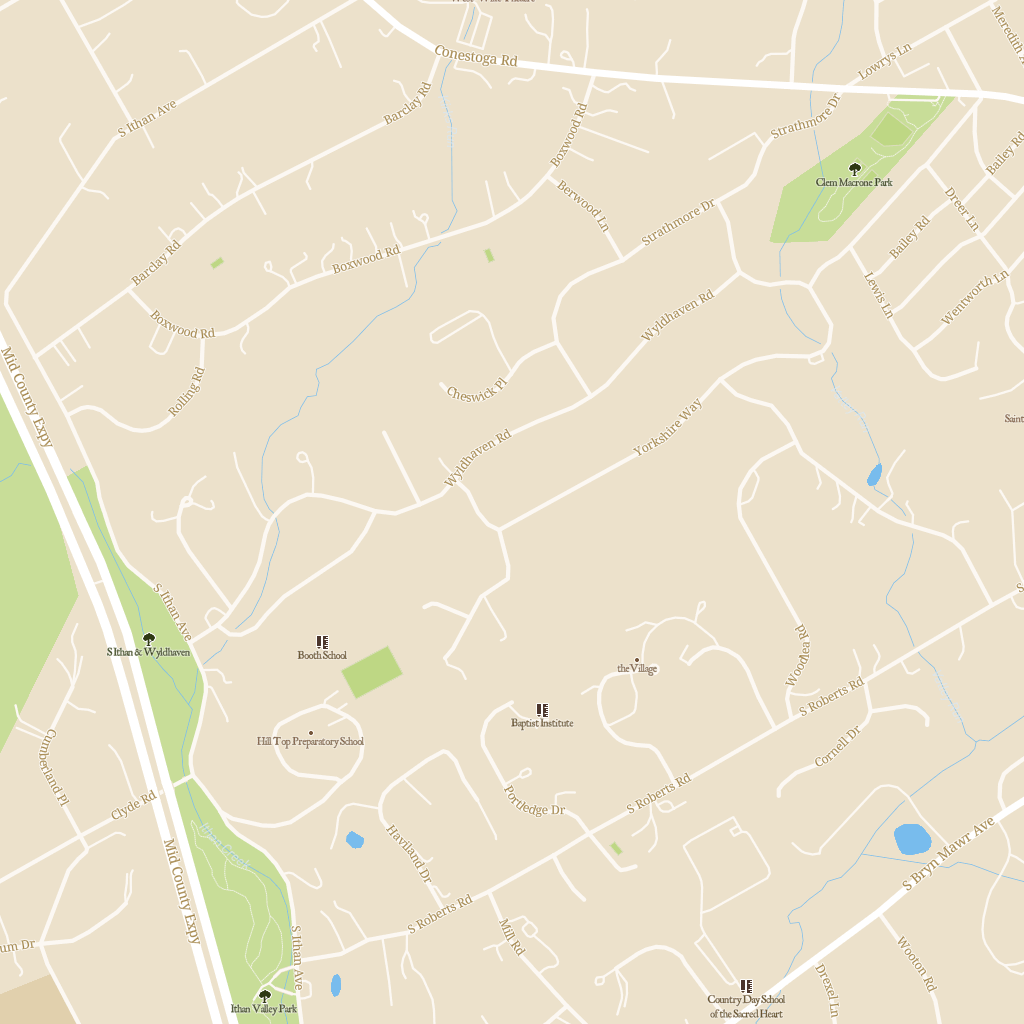 Conestoga Rd
Lowrys Ln
Meredith
S Ithan Ave
Barclay Rd
Boxwood Rd
Strathmore Dr
Bailey Rd
Clem Macrone Park
Berwood Ln
Dreer Ln
Strathmore Dr
Bailey Rd
Barclay Rd
Boxwood Rd
Lewis Ln
Wentworth Ln
Wyldhaven Rd
Boxwood Rd
Mid County Expy
Rolling Rd
Cheswick Pl
Yorkshire Way
Saint
Wyldhaven Rd
S Ithan Ave
S Ithan & Wyldhaven
Booth School
the Village
Woodlea Rd
S Roberts Rd
Baptist Institute
Hill Top Preparatory School
Cornell Dr
Cumberland Pl
Clyde Rd
Portledge Dr
S Roberts Rd
Haviland Dr
Mid County Expy
S Bryn Mawr Ave
S Roberts Rd
Mill Rd
S Ithan Ave
um Dr
Wooton Rd
Drexel Ln
Ithan Valley Park
Country Day School
of the Sacred Heart